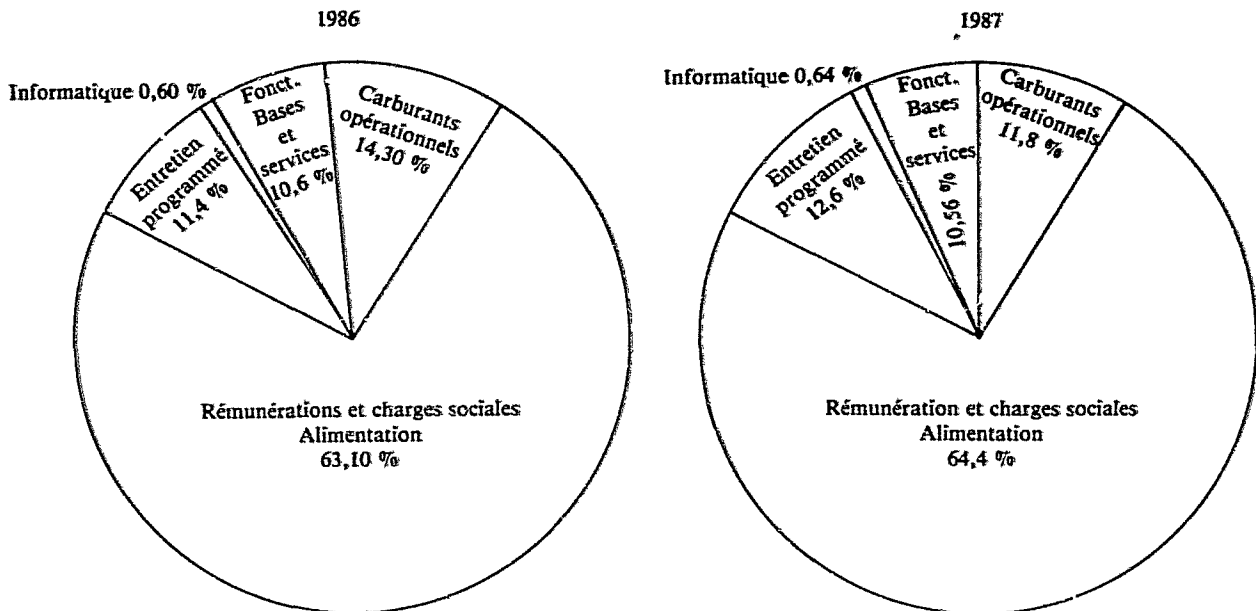 1986
Informatique 0,60 %
Entretien
programmé
11,4 %
Fonct.
Bases
et
services
10,6 %
Carburants
opérationnels
14,30 %
Rémunérations et charges sociales
Alimentation
63,10 %
1987
Informatique 0,64 %
Entretien
programmé
12,6 %
Fonct.
Bases
et
services
10,56 %
Carburants
opérationnels
11,8 %
Rémunération et charges sociales
Alimentation
64,4 %